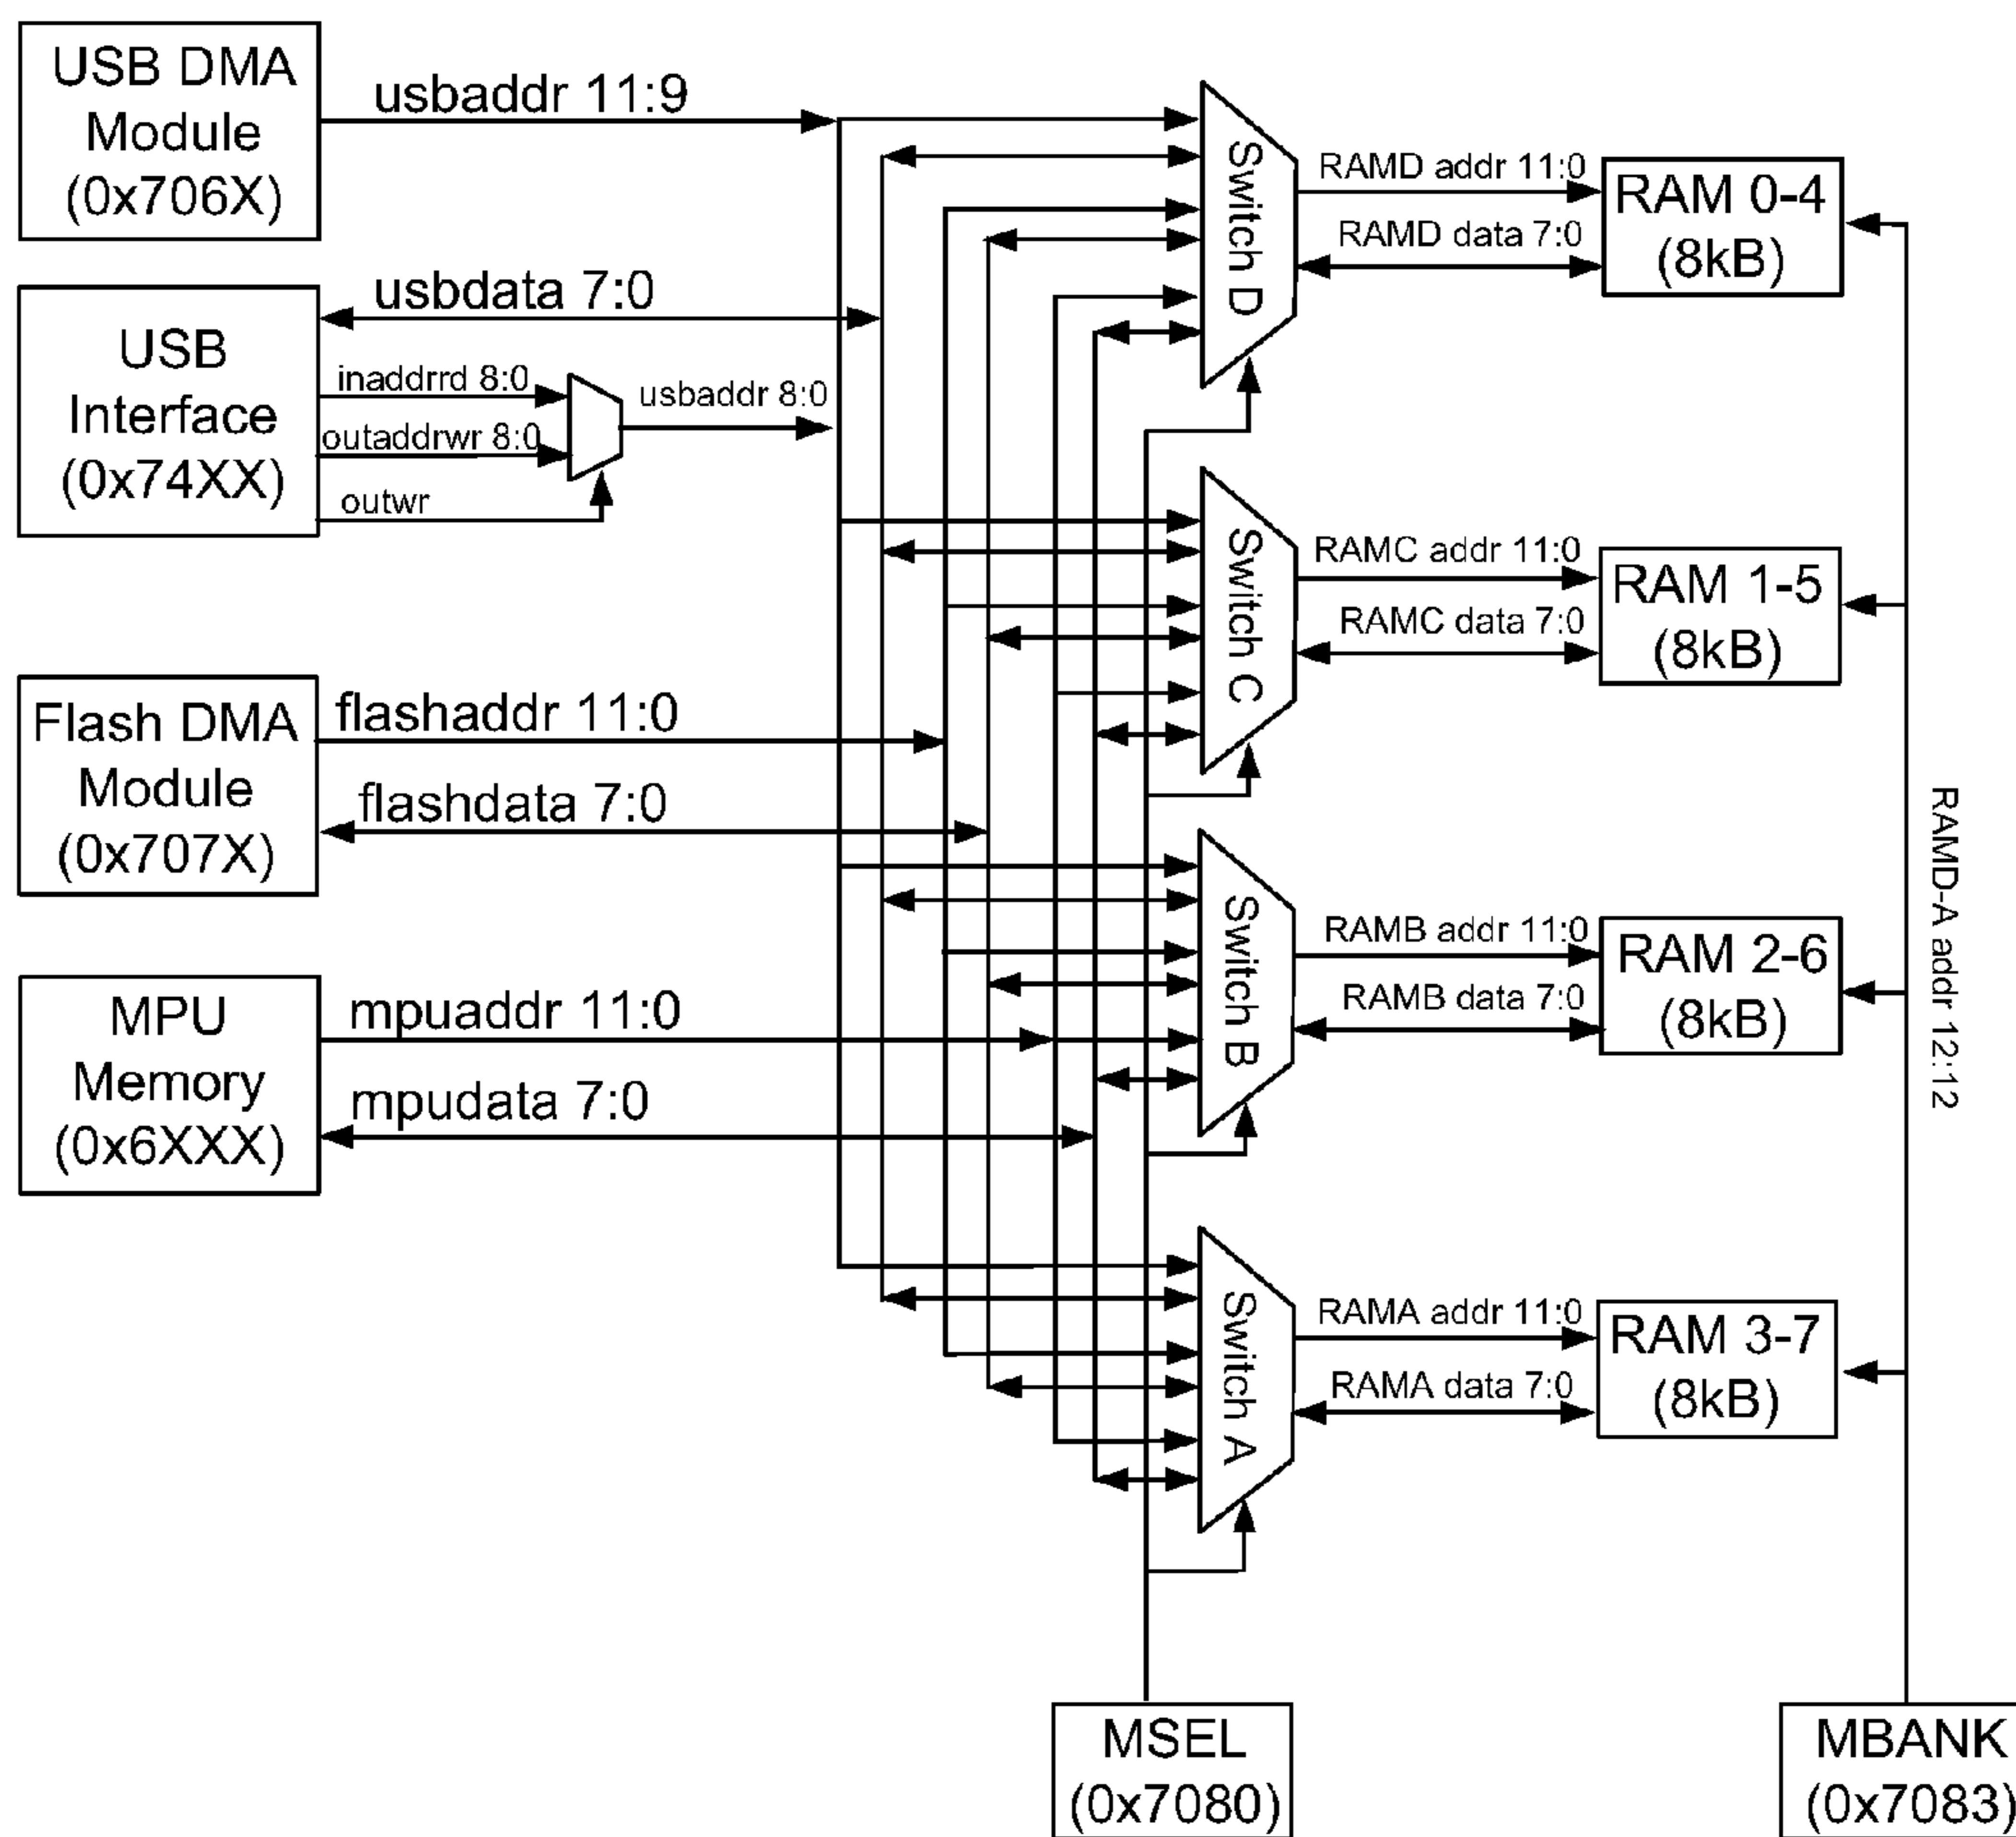 USB DMA
Module
(0x706X)
usbaddr 11:9
USB
Interface
(0x74XX)
usbdata 7:0
inaddrrd 8:0
outaddrwr 8:0
outwr
usbaddr 8:0
Flash DMA
Module
(0x707X)
flashaddr 11:0
flashdata 7:0
MPU
Memory
(0x6XXX)
mpuaddr 11:0
mpudata 7:0
Switch D
RAMD addr 11:0
RAMD data 7:0
RAM 0-4
(8kB)
Switch C
RAMC addr 11:0
RAMC data 7:0
RAM 1-5
(8kB)
Switch B
RAMB addr 11:0
RAMB data 7:0
RAM 2-6
(8kB)
Switch A
RAMA addr 11:0
RAMA data 7:0
RAM 3-7
(8kB)
RAMD-A addr 12:12
MSEL
(0x7080)
MBANK
(0x7083)